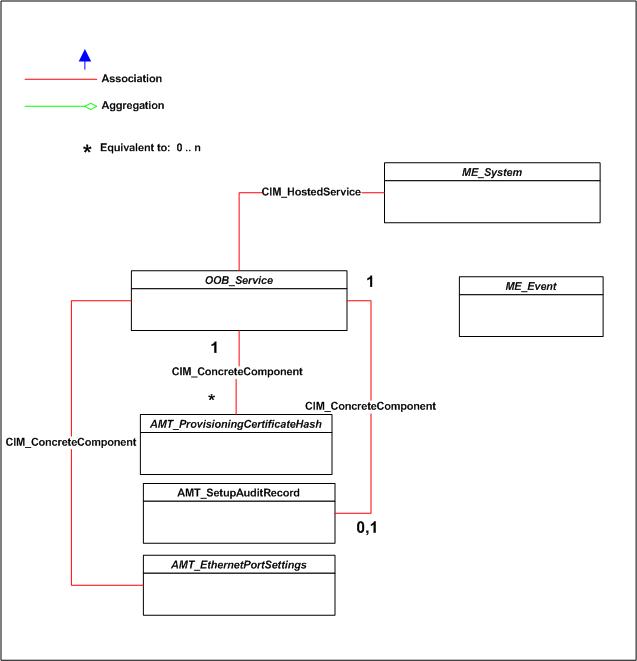 Association
Aggregation
* Equivalent to: 0 .. n
ME_System
CIM_HostedService
OOB_Service
1
ME_Event
1
CIM_ConcreteComponent
*
CIM_ConcreteComponent
AMT_ProvisioningCertificateHash
CIM_ConcreteComponent
AMT_SetupAuditRecord
0,1
AMT_EthernetPortSettings